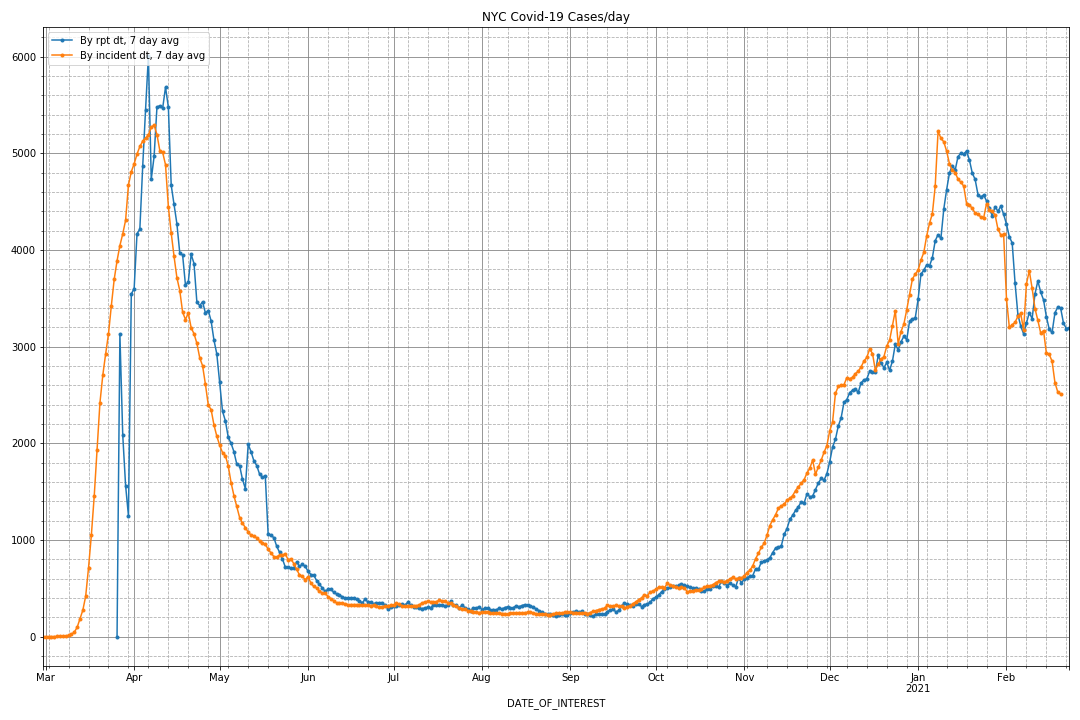 NYC Covid-19 Cases/day
By rpt dt, 7 day avg
By incident dt, 7 day avg
6000
5000
4000
3000
2000
1000
0
Mar Apr May Jun Jul Aug Sep Oct Nov Dec Jan Feb
2021
DATE_OF_INTEREST